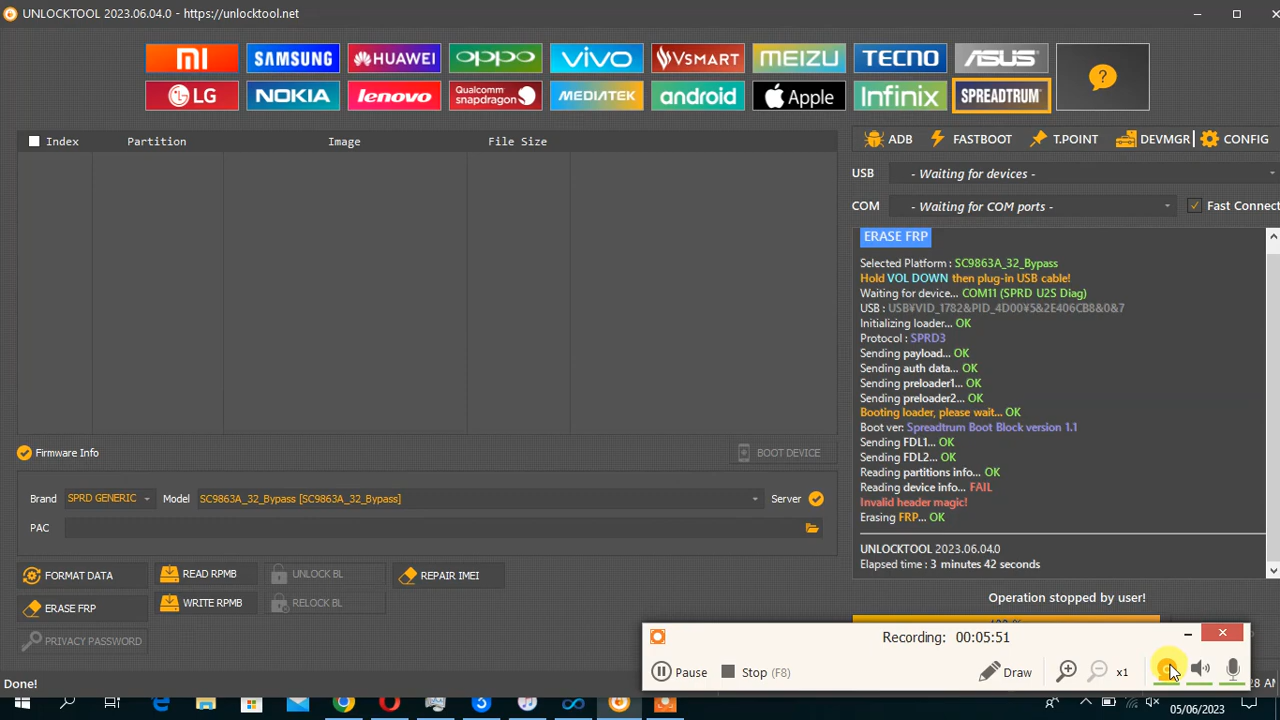 UNLOCKTOOL 2023.06.04.0 - https://unlocktool.net
SAMSUNG HUAWEI oppo vivo VSMART MEIZU TECNO ASUS ?
LG NOKIA lenovo Qualcomm snapdragon MEDIATEK android Apple Infinix SPREADTRUM
Index Partition Image File Size
ADB FASTBOOT T.POINT DEVMGR CONFIG
USB - Waiting for devices -
COM - Waiting for COM ports - Fast Connect
ERASE FRP
Selected Platform : SC9863A_32_Bypass
Hold VOL DOWN then plug-in USB cable!
Waiting for device... COM11 (SPRD U2S Diag)
USB : USB¥VID_1782&PID_4D00¥5&2E406CB8&0&7
Initializing loader... OK
Protocol : SPRD3
Sending payload... OK
Sending auth data... OK
Sending preloader1... OK
Sending preloader2... OK
Booting loader, please wait... OK
Boot ver: Spreadtrum Boot Block version 1.1
Sending FDL1... OK
Sending FDL2... OK
Reading partitions info... OK
Reading device info... FAIL
Invalid header magic!
Erasing FRP... OK
UNLOCKTOOL 2023.06.04.0
Elapsed time : 3 minutes 42 seconds
Operation stopped by user!
Firmware Info BOOT DEVICE
Brand SPRD GENERIC Model SC9863A_32_Bypass [SC9863A_32_Bypass] Server
PAC
FORMAT DATA READ RPMB UNLOCK BL REPAIR IMEI
ERASE FRP WRITE RPMB RELOCK BL
PRIVACY PASSWORD
Recording: 00:05:51
Pause Stop (F8) Draw x1
Done!
28 AM
05/06/2023